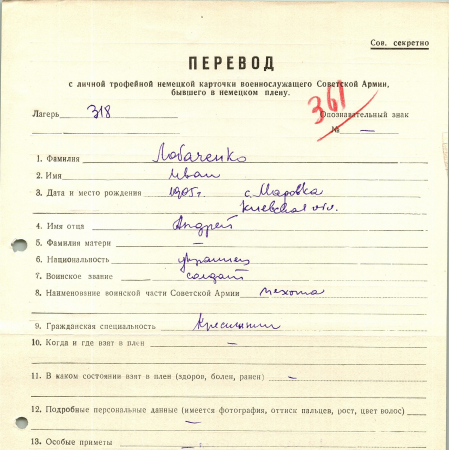 Сов. секретно
ПЕРЕВОД
с личной трофейной немецкой карточки военнослужащего Советской Армии,
бывшего в немецком плену.
361
Лагерь 318 Опознавательный знак
№ —
1. Фамилия Лобаченко
2. Имя Иван
3. Дата и место рождения 1905г. с. Маровка
Киевская обл.
4. Имя отца Андрей
5. Фамилия матери —
6. Национальность украинец
7. Воинское звание солдат
8. Наименование воинской части Советской Армии пехота
9. Гражданская специальность Крестьянин
10. Когда и где взят в плен —
11. В каком состоянии взят в плен (здоров, болен, ранен) —
12. Подробные персональные данные (имеется фотография, оттиск пальцев, рост, цвет волос)
—
13. Особые приметы —